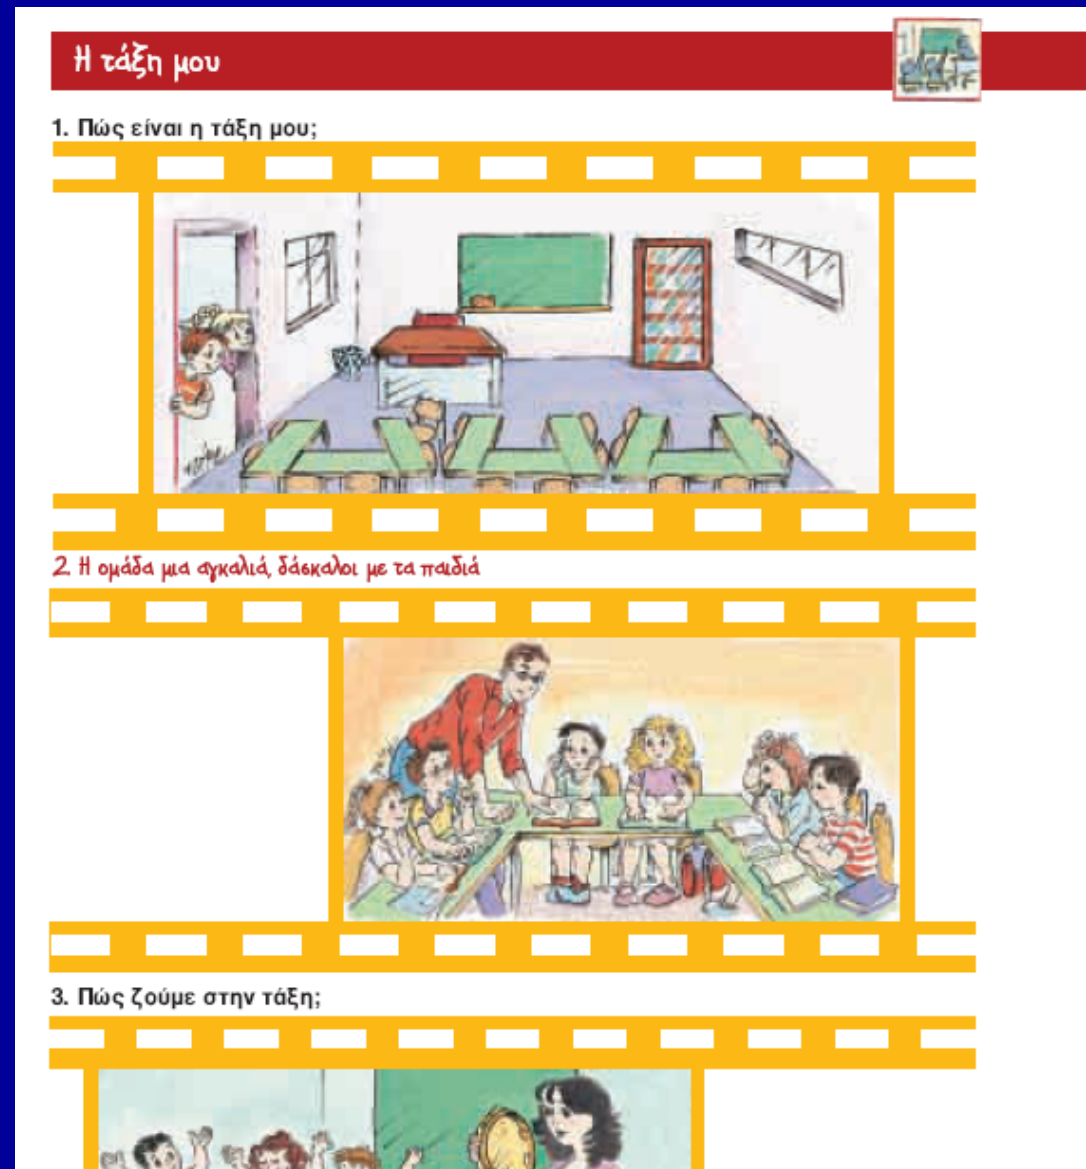 Η τάξη μου
1. Πώς είναι η τάξη μου;
2. Η ομάδα μια αγκαλιά, δάσκαλοι με τα παιδιά
3. Πώς ζούμε στην τάξη;